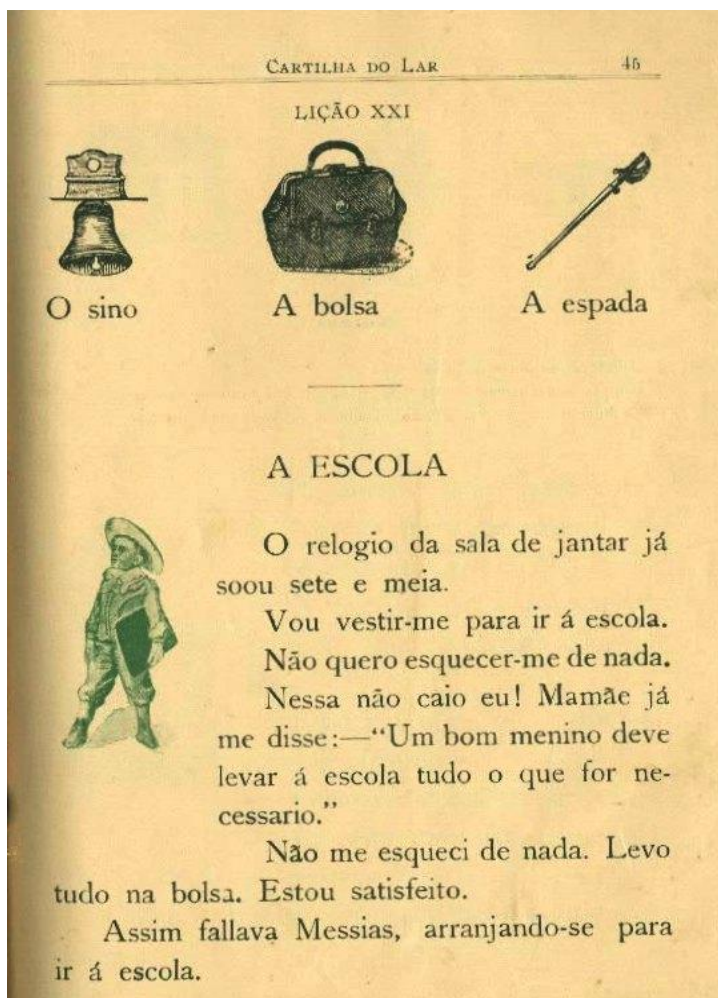 CARTILHA DO LAR 45
LIÇÃO XXI
O sino A bolsa A espada
A ESCOLA
O relogio da sala de jantar já
soou sete e meia.
Vou vestir-me para ir á escola.
Não quero esquecer-me de nada.
Nessa não caio eu! Mamãe já
me disse:—“Um bom menino deve
levar á escola tudo o que for ne-
cessario.”
Não me esqueci de nada. Levo
tudo na bolsa. Estou satisfeito.
Assim fallava Messias, arranjando-se para
ir á escola.